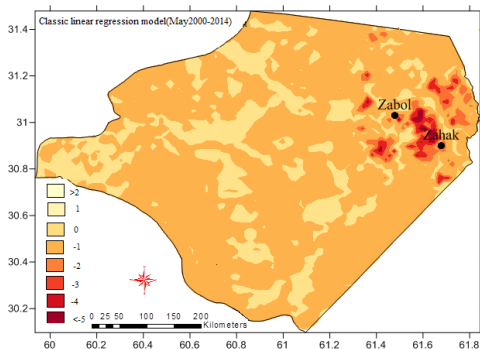 Classic linear regression model(May2000-2014)
31.4
31.2
31
30.8
30.6
30.4
30.2
Zabol
Zahak
>2
1
0
-1
-2
-3
-4
<-5
0 25 50 100 150 200
Kilometers
60 60.2 60.4 60.6 60.8 61 61.2 61.4 61.6 61.8